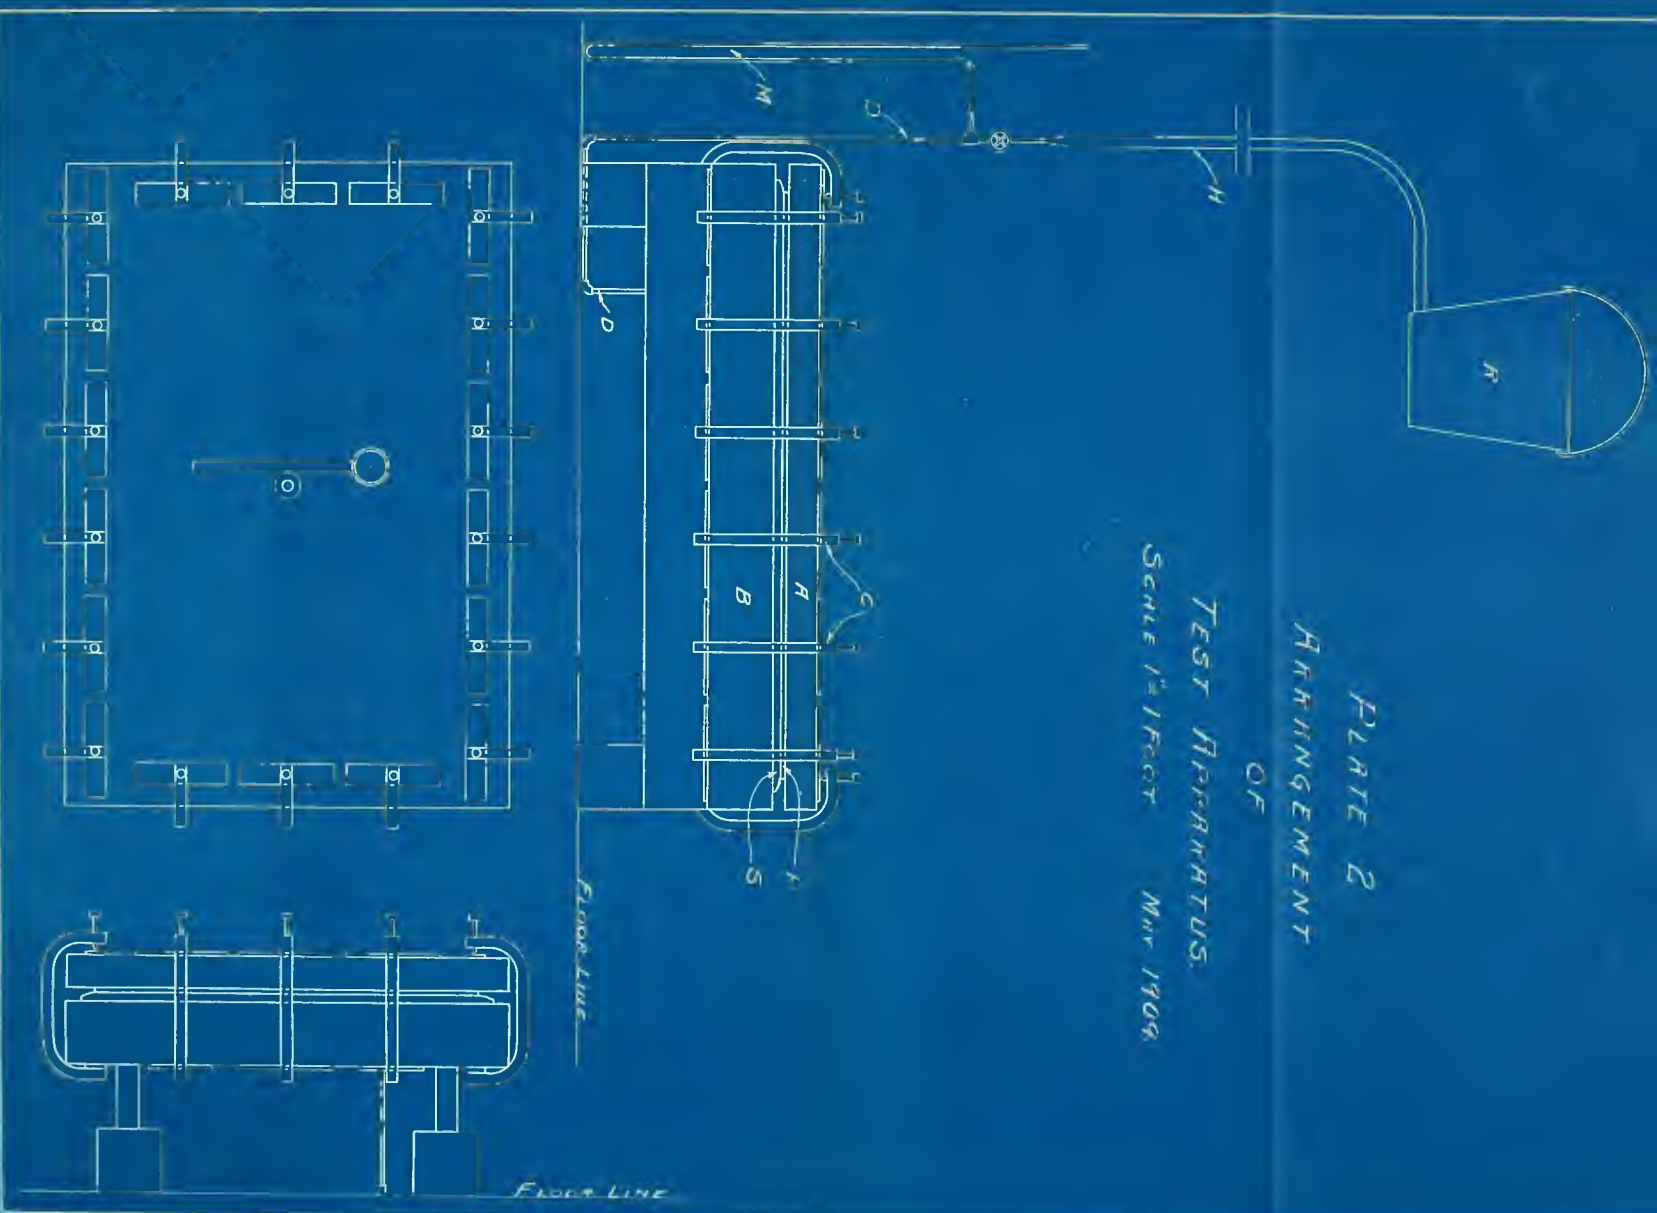 PLATE 2
ARRANGEMENT
OF
TEST APPARATUS
SCALE 1"=1 FOOT MAY 1909
R
H
D
M
D
A
B
C
T
S
FLOOR LINE
FLOOR LINE